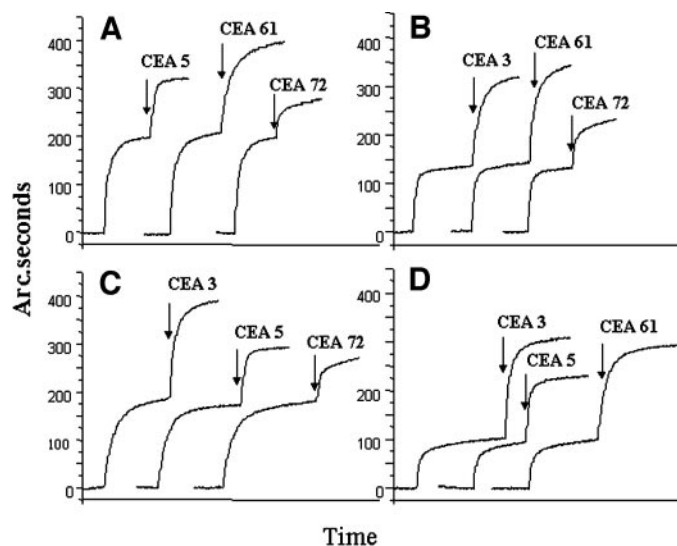 A
B
CEA 5
CEA 61
CEA 72
CEA 3
CEA 61
CEA 72
400
300
200
100
0
400
300
200
100
0
Arc.seconds
C
D
CEA 3
CEA 5
CEA 72
CEA 3
CEA 5
CEA 61
400
300
200
100
0
400
300
200
100
0
Time